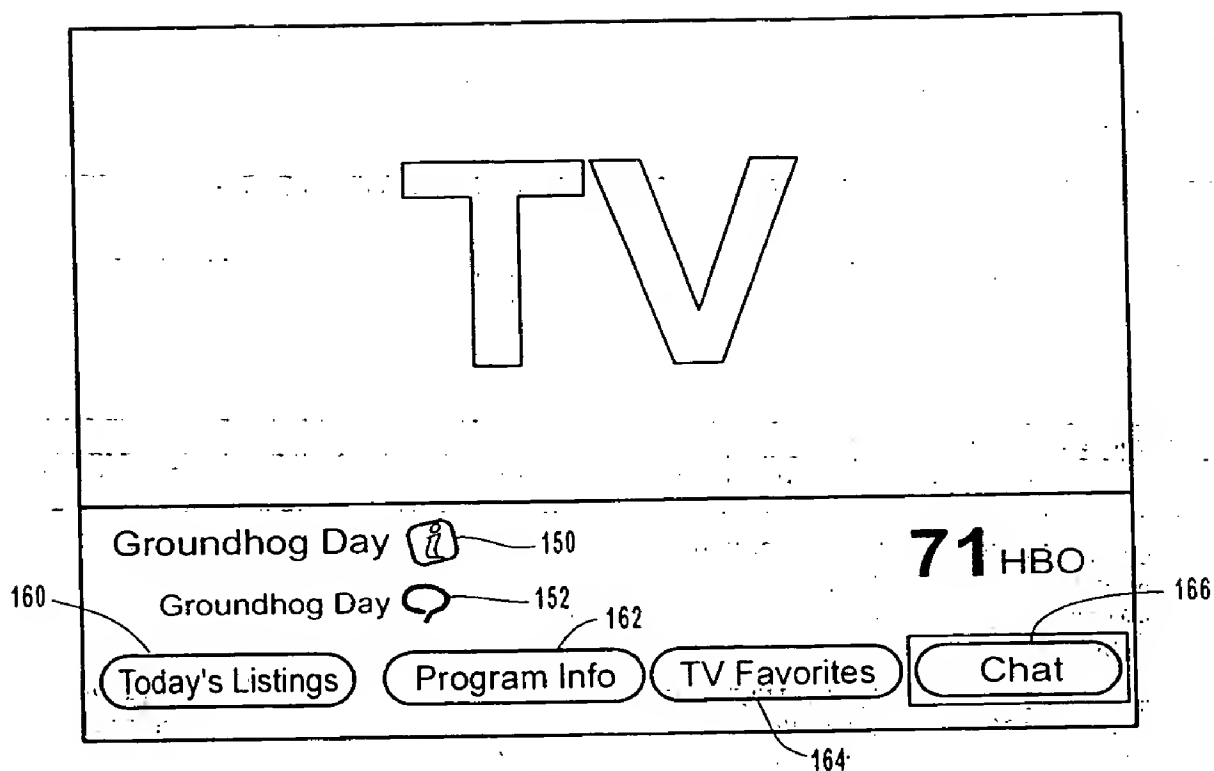 TV
Groundhog Day i 150
71 HBO
160
Groundhog Day 152
162
166
Today's Listings Program Info TV Favorites Chat
164